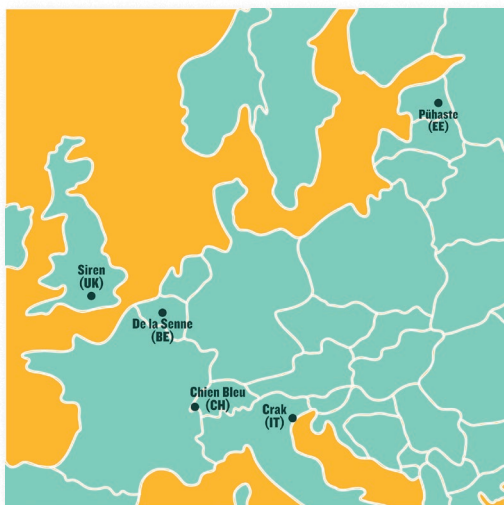 Pühaste
(EE)
Siren
(UK)
De la Senne
(BE)
Chien Bleu
(CH)
Crak
(IT)